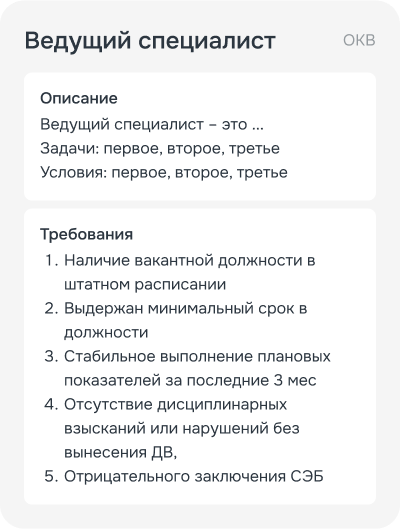 Ведущий специалист
ОКВ
Описание
Ведущий специалист – это ...
Задачи: первое, второе, третье
Условия: первое, второе, третье
Требования
1. Наличие вакантной должности в
штатном расписании
2. Выдержан минимальный срок в
должности
3. Стабильное выполнение плановых
показателей за последние 3 мес
4. Отсутствие дисциплинарных
взысканий или нарушений без
вынесения ДВ,
5. Отрицательного заключения СЭБ